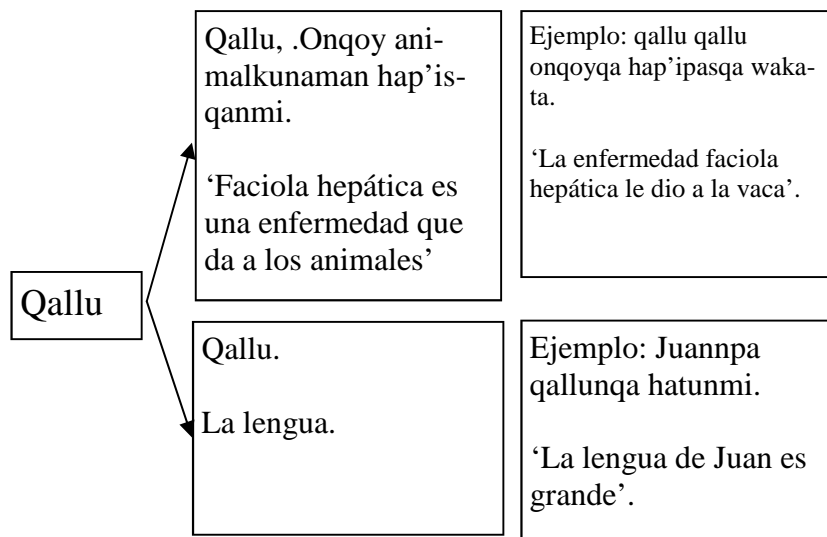 Qallu
Qallu, .Onqoy ani-
malkunaman hap’is-
qanmi.
‘Faciola hepática es
una enfermedad que
da a los animales’
Ejemplo: qallu qallu
onqoyqa hap’ipasqa waka-
ta.
‘La enfermedad faciola
hepática le dio a la vaca’.
Qallu.
La lengua.
Ejemplo: Juannpa
qallunqa hatunmi.
‘La lengua de Juan es
grande’.